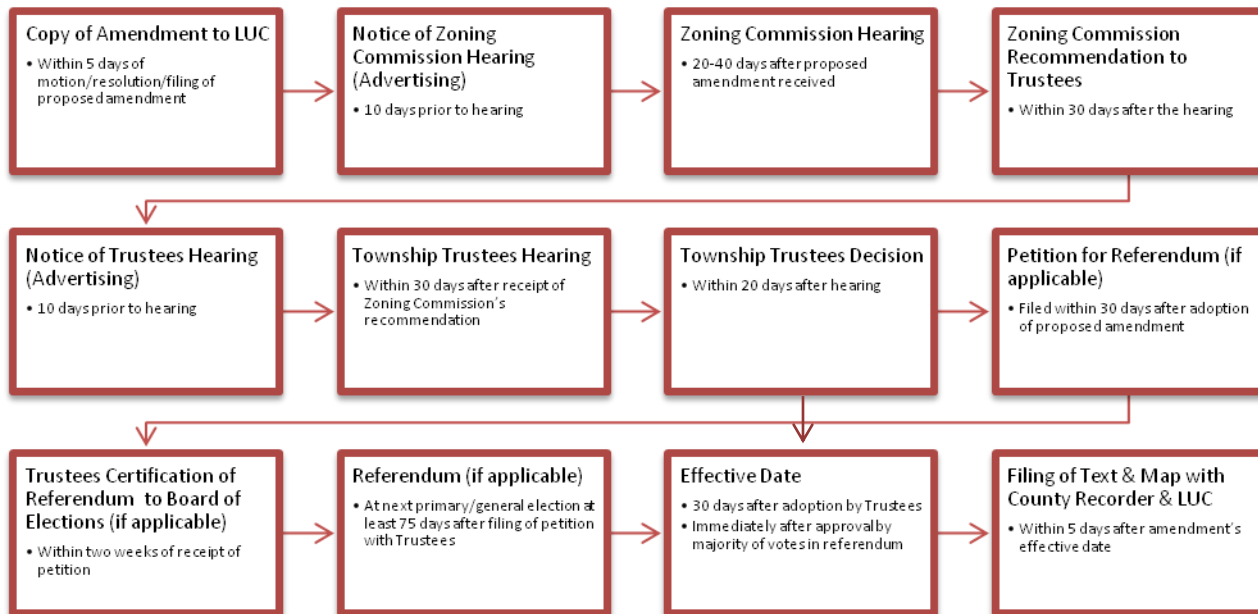 Copy of Amendment to LUC
• Within 5 days of
motion/resolution/filing of
proposed amendment
Notice of Zoning
Commission Hearing
(Advertising)
• 10 days prior to hearing
Zoning Commission Hearing
• 20-40 days after proposed
amendment received
Zoning Commission
Recommendation to
Trustees
• Within 30 days after the hearing
Notice of Trustees Hearing
(Advertising)
• 10 days prior to hearing
Township Trustees Hearing
• Within 30 days after receipt of
Zoning Commission's
recommendation
Township Trustees Decision
• Within 20 days after hearing
Petition for Referendum (if
applicable)
• Filed within 30 days after adoption
of proposed amendment
Trustees Certification of
Referendum to Board of
Elections (if applicable)
• Within two weeks of receipt of
petition
Referendum (if applicable)
• At next primary/general election at
least 75 days after filing of petition
with Trustees
Effective Date
• 30 days after adoption by Trustees
• Immediately after approval by
majority of votes in referendum
Filing of Text & Map with
County Recorder & LUC
• Within 5 days after amendment's
effective date